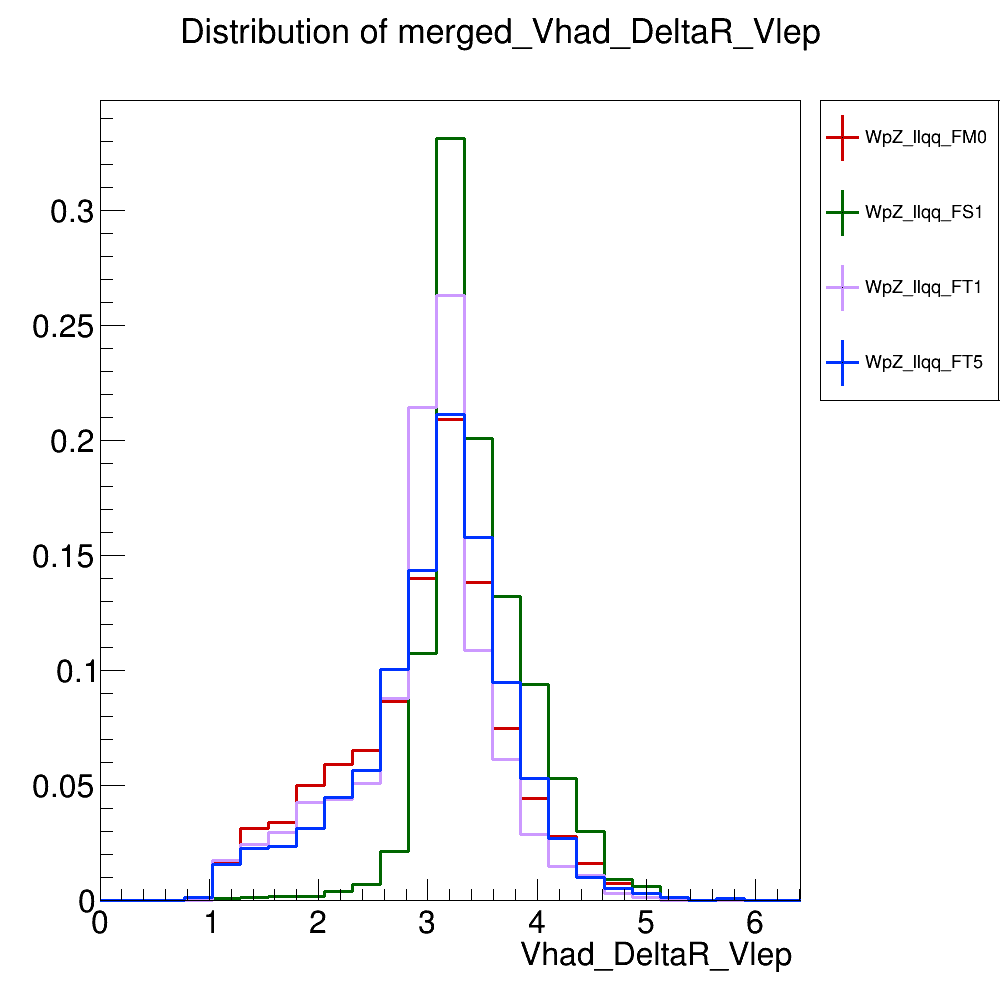 Distribution of merged_Vhad_DeltaR_Vlep
WpZ_llqq_FM0
WpZ_llqq_FS1
WpZ_llqq_FT1
WpZ_llqq_FT5
0.3
0.25
0.2
0.15
0.1
0.05
0
0 1 2 3 4 5 6
Vhad_DeltaR_Vlep